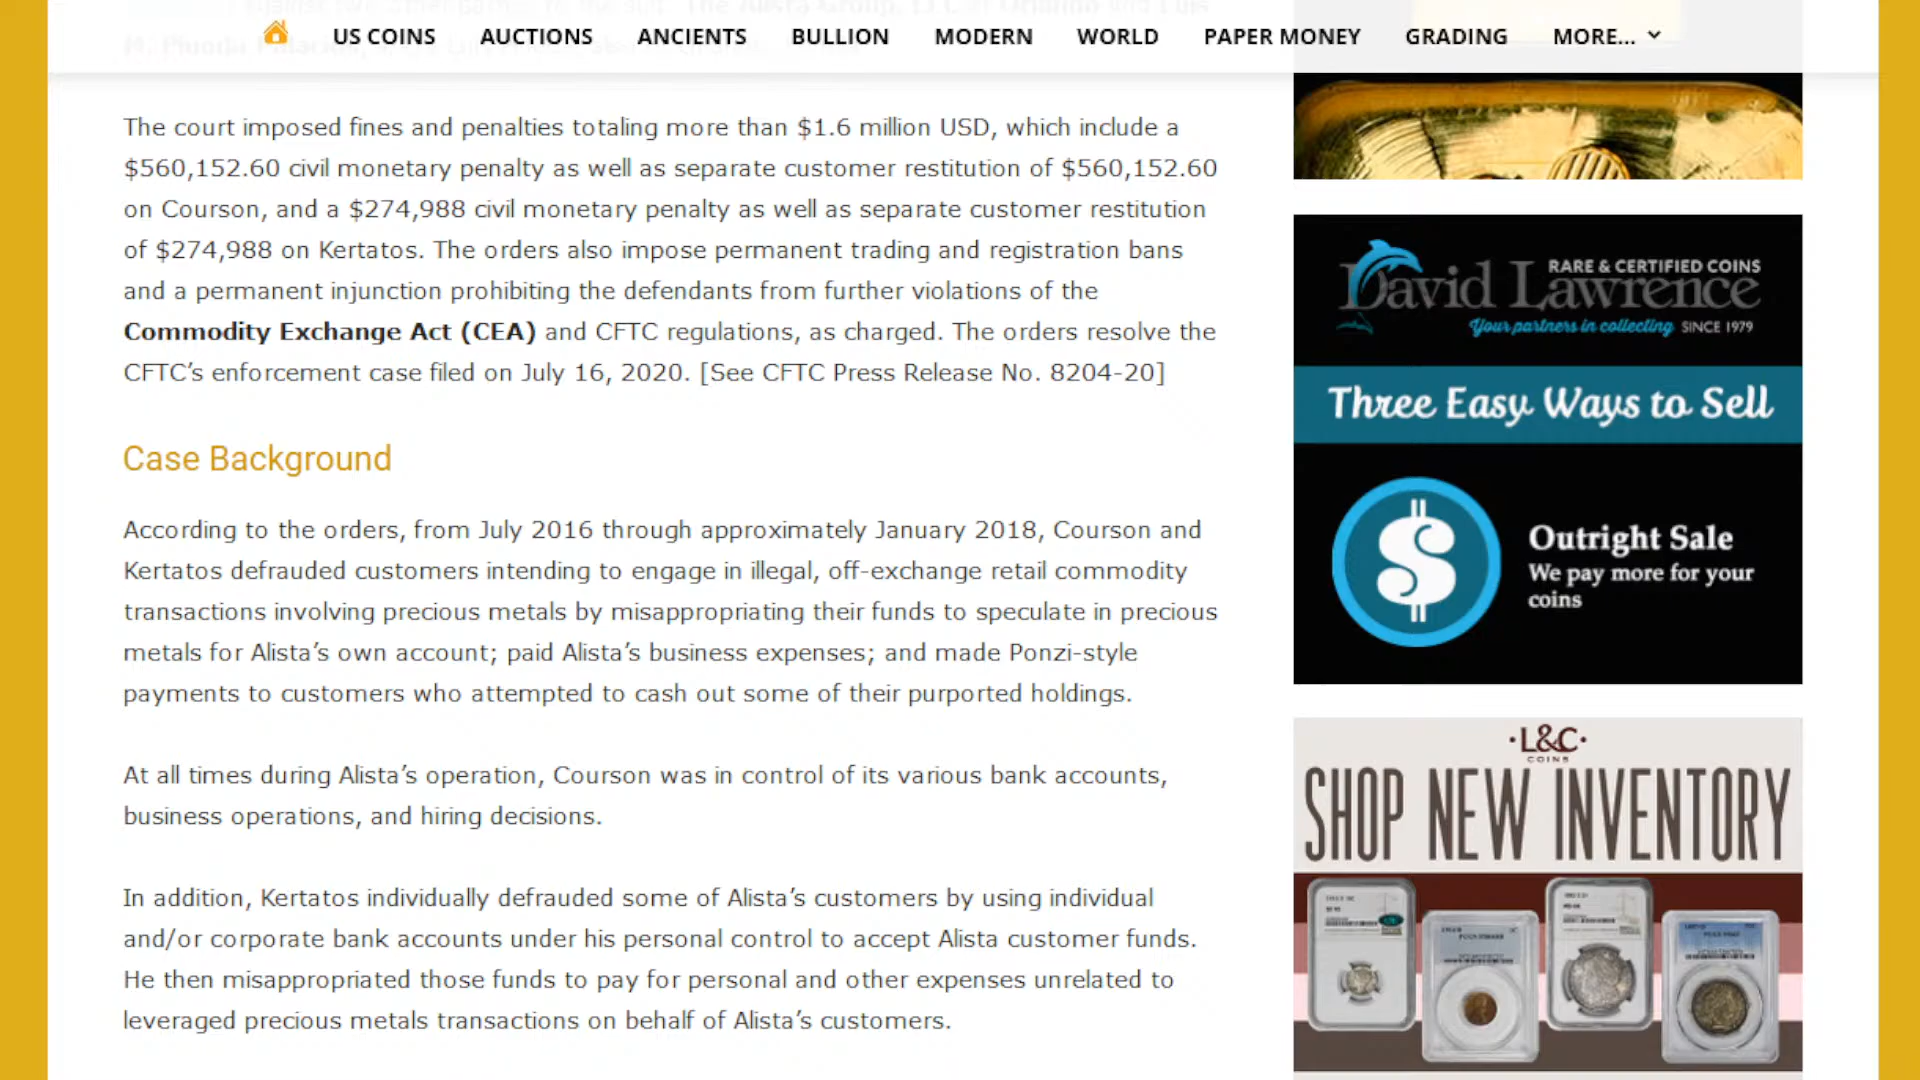 US COINS AUCTIONS ANCIENTS BULLION MODERN WORLD PAPER MONEY GRADING MORE...
The court imposed fines and penalties totaling more than $1.6 million USD, which include a
$560,152.60 civil monetary penalty as well as separate customer restitution of $560,152.60
on Courson, and a $274,988 civil monetary penalty as well as separate customer restitution
of $274,988 on Kertatos. The orders also impose permanent trading and registration bans
and a permanent injunction prohibiting the defendants from further violations of the
Commodity Exchange Act (CEA) and CFTC regulations, as charged. The orders resolve the
CFTC’s enforcement case filed on July 16, 2020. [See CFTC Press Release No. 8204-20]
Case Background
According to the orders, from July 2016 through approximately January 2018, Courson and
Kertatos defrauded customers intending to engage in illegal, off-exchange retail commodity
transactions involving precious metals by misappropriating their funds to speculate in precious
metals for Alista’s own account; paid Alista’s business expenses; and made Ponzi-style
payments to customers who attempted to cash out some of their purported holdings.
At all times during Alista’s operation, Courson was in control of its various bank accounts,
business operations, and hiring decisions.
In addition, Kertatos individually defrauded some of Alista’s customers by using individual
and/or corporate bank accounts under his personal control to accept Alista customer funds.
He then misappropriated those funds to pay for personal and other expenses unrelated to
leveraged precious metals transactions on behalf of Alista’s customers.
RARE & CERTIFIED COINS
David Lawrence
Your partners in collecting SINCE 1979
Three Easy Ways to Sell
Outright Sale
We pay more for your
coins
·L&C·
COINS
SHOP NEW INVENTORY